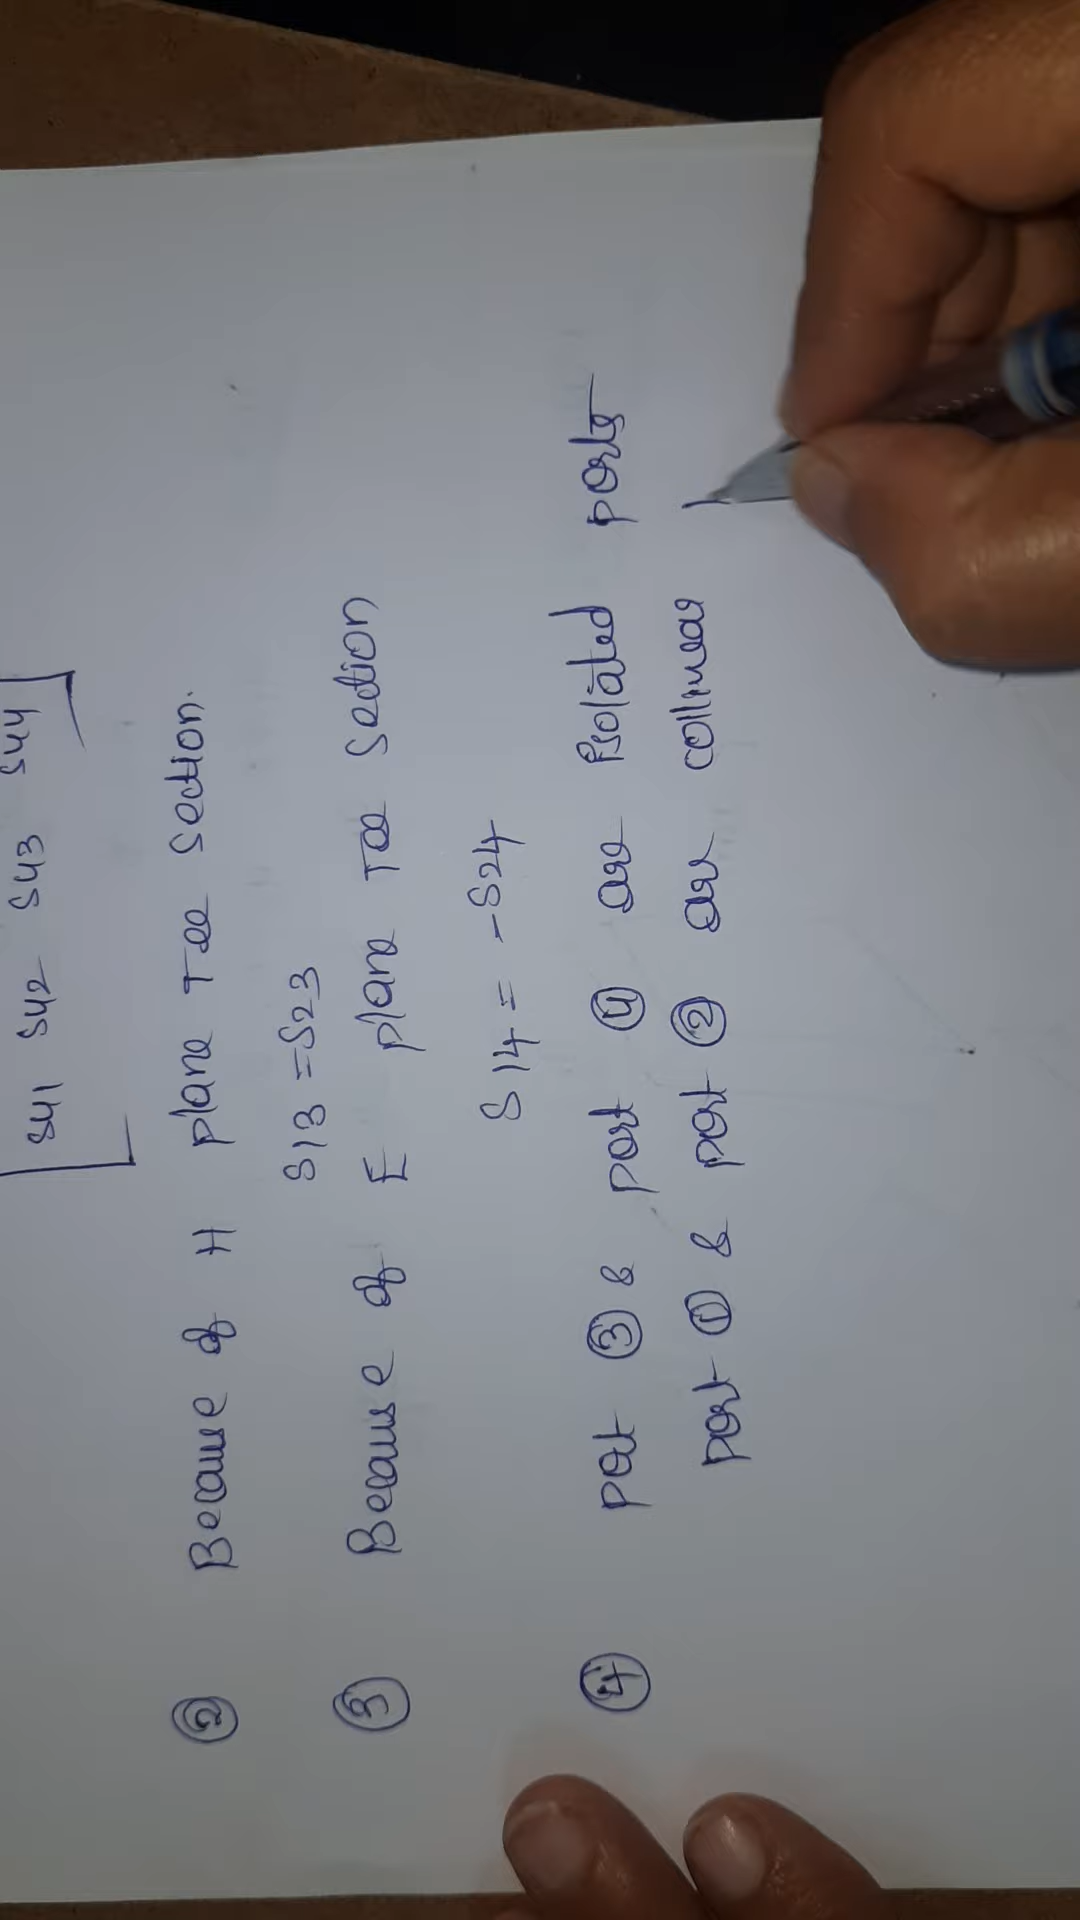 S41 S42 S43 S44
② Because of H plane Tee section.
S13 = S23
③ Because of E plane Tee section
S14 = -S24
④ port ③ & port ④ are isolated ports
port ① & port ② are collinear